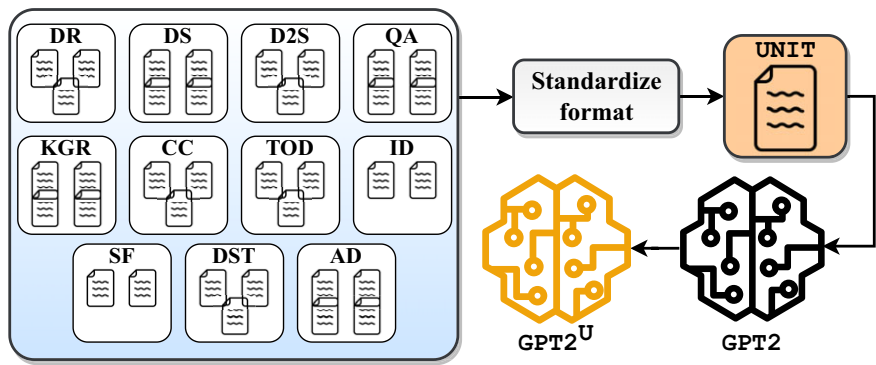 DR
DS
D2S
QA
KGR
CC
TOD
ID
SF
DST
AD
Standardize
format
UNIT
GPT2ᵁ
GPT2